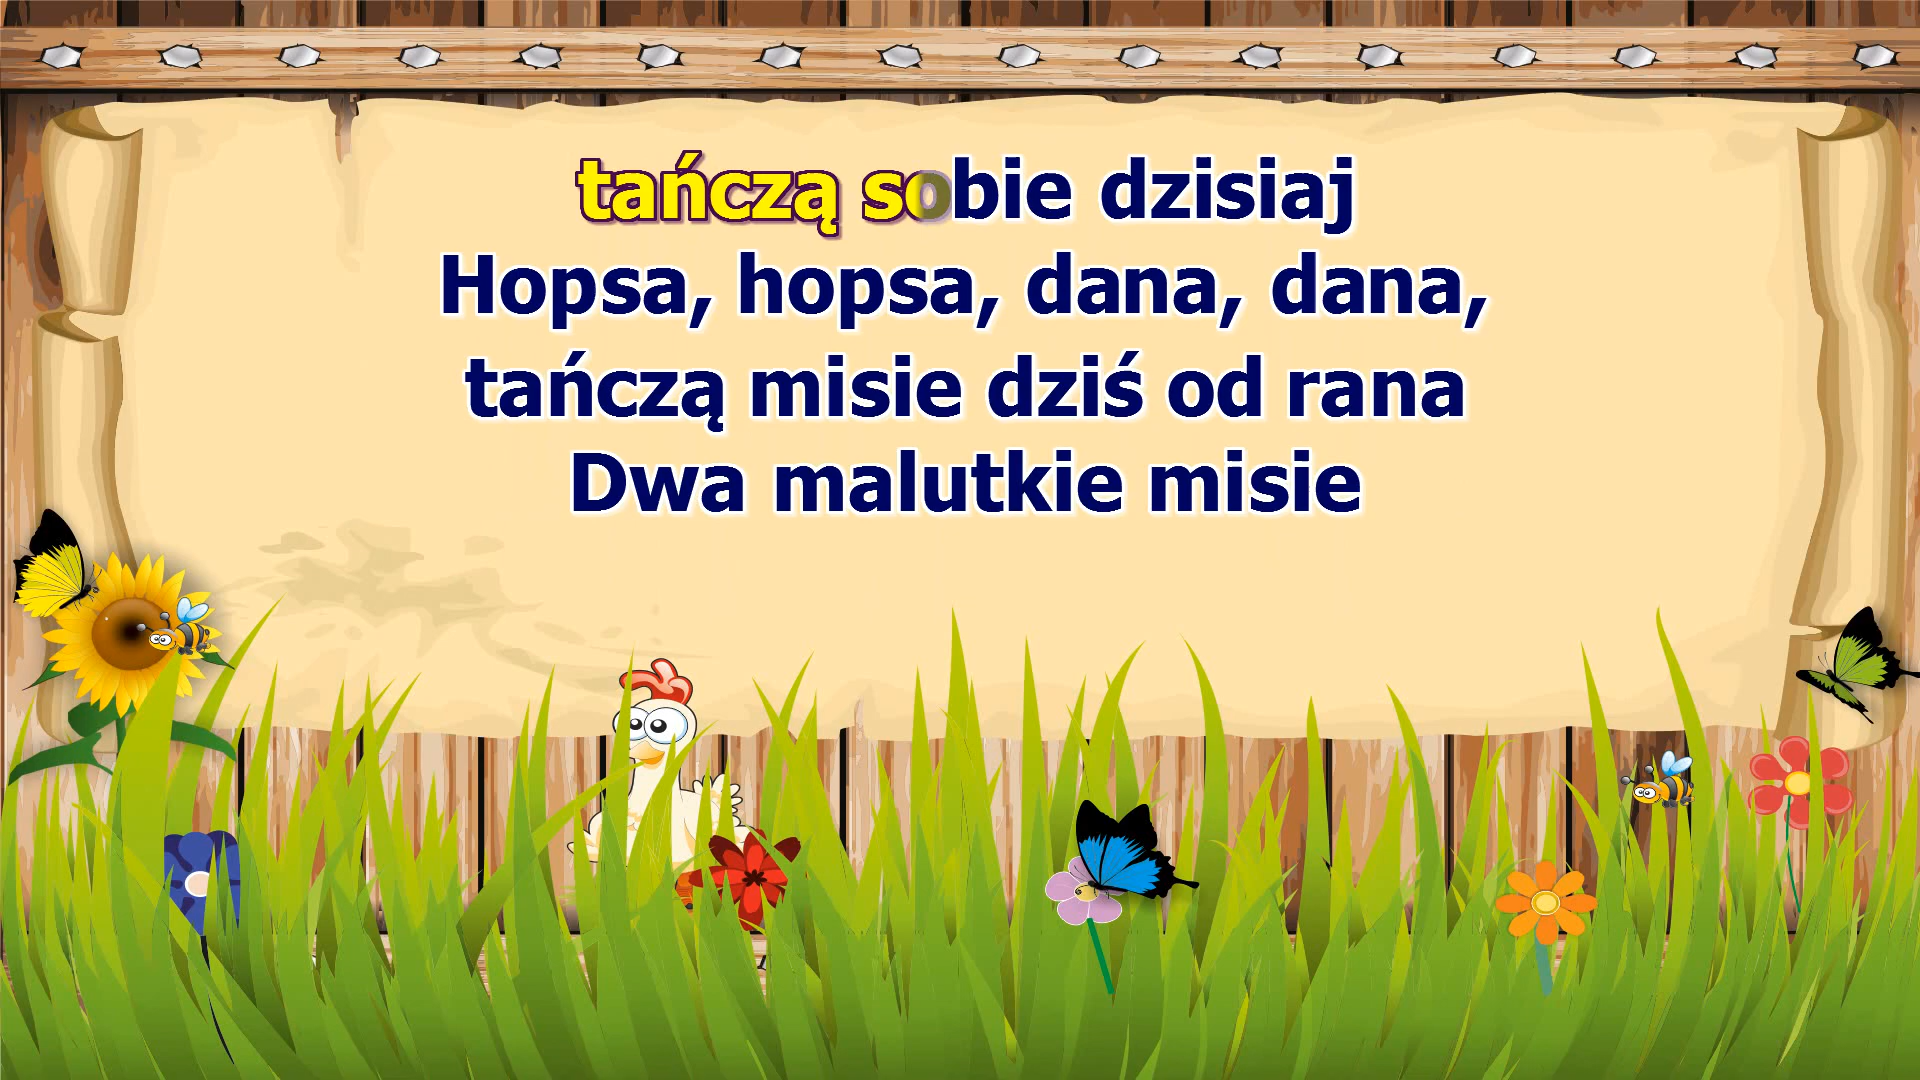 tańczą sobie dzisiaj
Hopsa, hopsa, dana, dana,
tańczą misie dziś od rana
Dwa malutkie misie